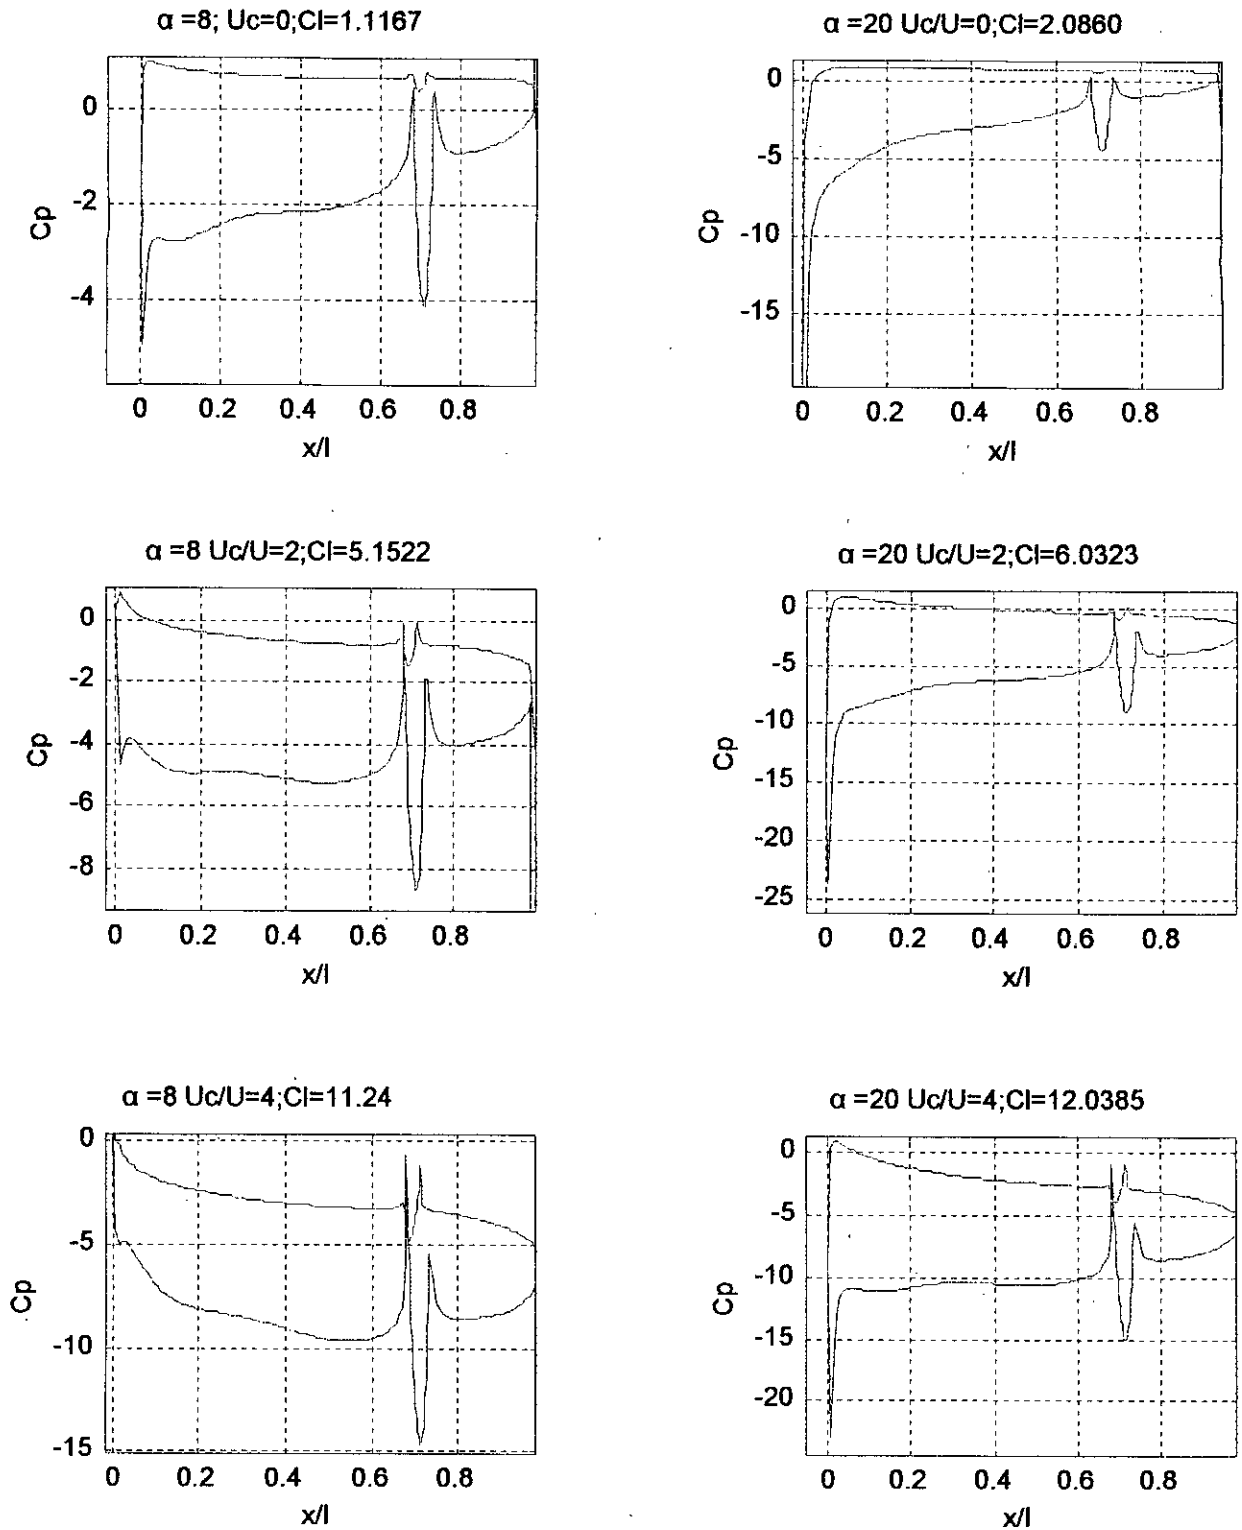 α =8; Uc=0;Cl=1.1167
0
-2
-4
Cp
0 0.2 0.4 0.6 0.8
x/l
α =20 Uc/U=0;Cl=2.0860
0
-5
-10
-15
Cp
0 0.2 0.4 0.6 0.8
x/l
α =8 Uc/U=2;Cl=5.1522
0
-2
-4
-6
-8
Cp
0 0.2 0.4 0.6 0.8
x/l
α =20 Uc/U=2;Cl=6.0323
0
-5
-10
-15
-20
-25
Cp
0 0.2 0.4 0.6 0.8
x/l
α =8 Uc/U=4;Cl=11.24
0
-5
-10
-15
Cp
0 0.2 0.4 0.6 0.8
x/l
α =20 Uc/U=4;Cl=12.0385
0
-5
-10
-15
-20
Cp
0 0.2 0.4 0.6 0.8
x/l